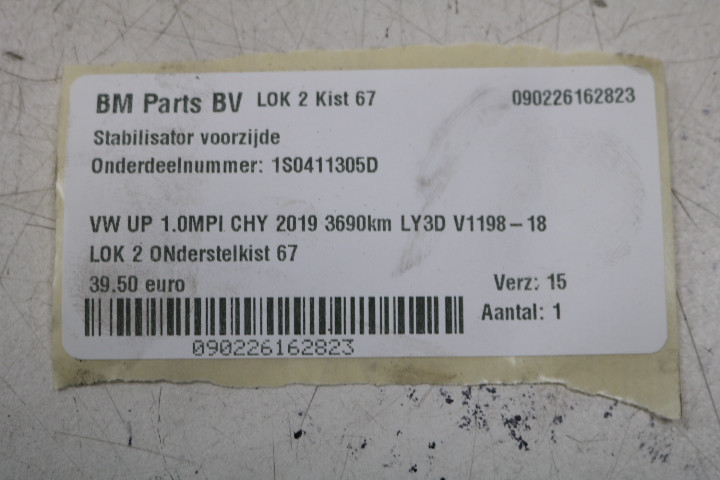 BM Parts BV LOK 2 Kist 67 090226162823
Stabilisator voorzijde
Onderdeelnummer: 1S0411305D
VW UP 1.0MPI CHY 2019 3690km LY3D V1198-18
LOK 2 ONderstelkist 67
39.50 euro Verz: 15
Aantal: 1
090226162823